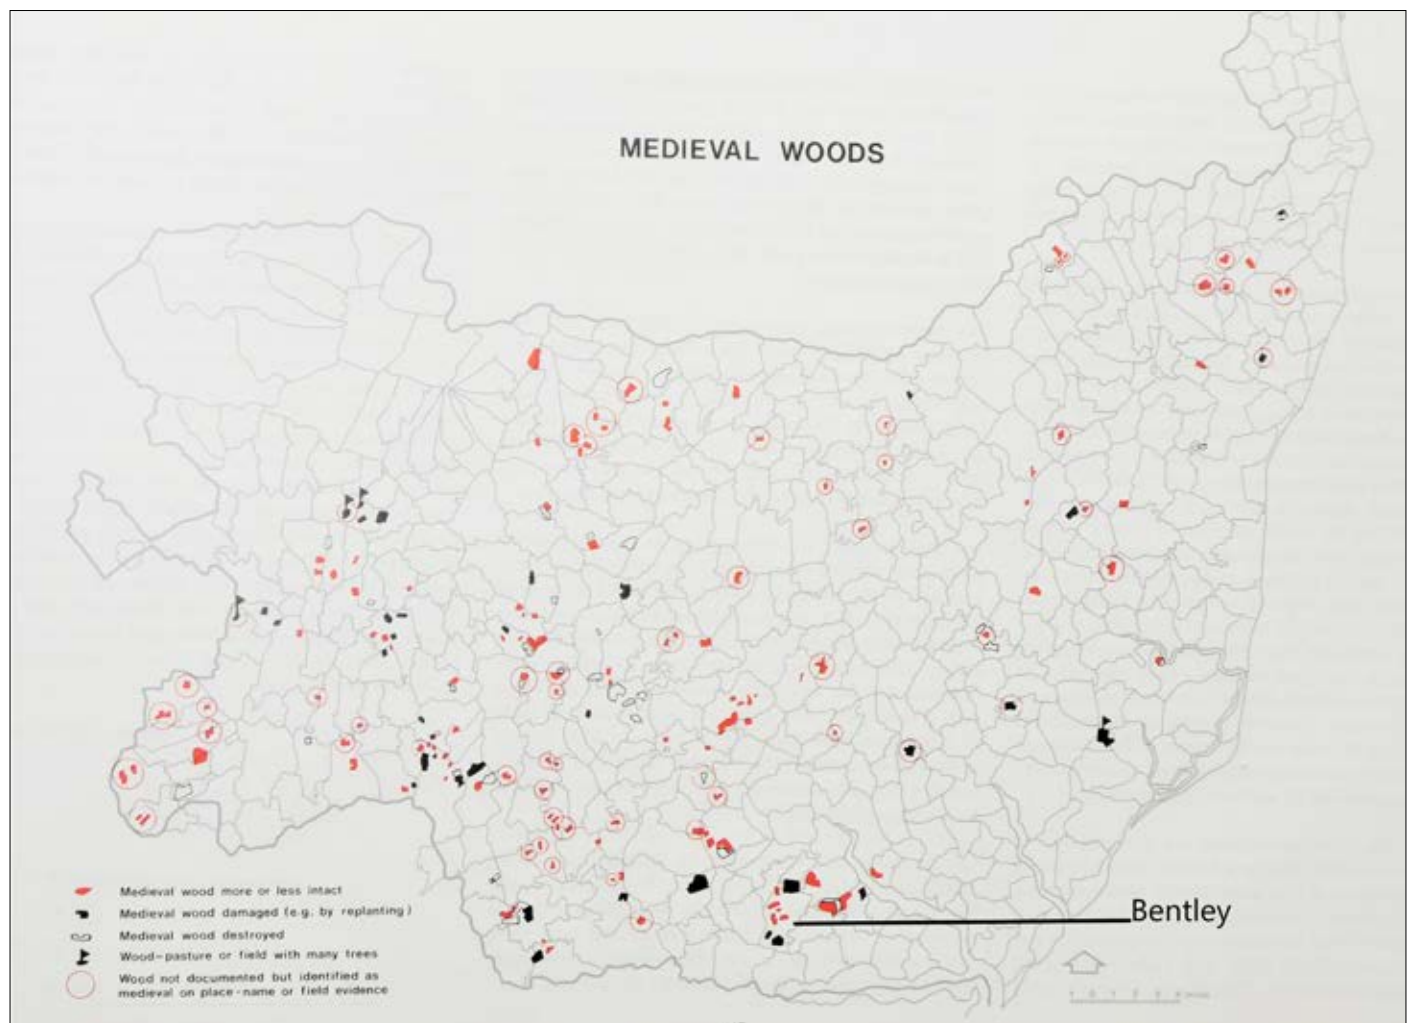 MEDIEVAL WOODS
Bentley
Medieval wood more or less intact
Medieval wood damaged (e.g. by replanting)
Medieval wood destroyed
Wood-pasture or field with many trees
Wood not documented but identified as
medieval on place-name or field evidence